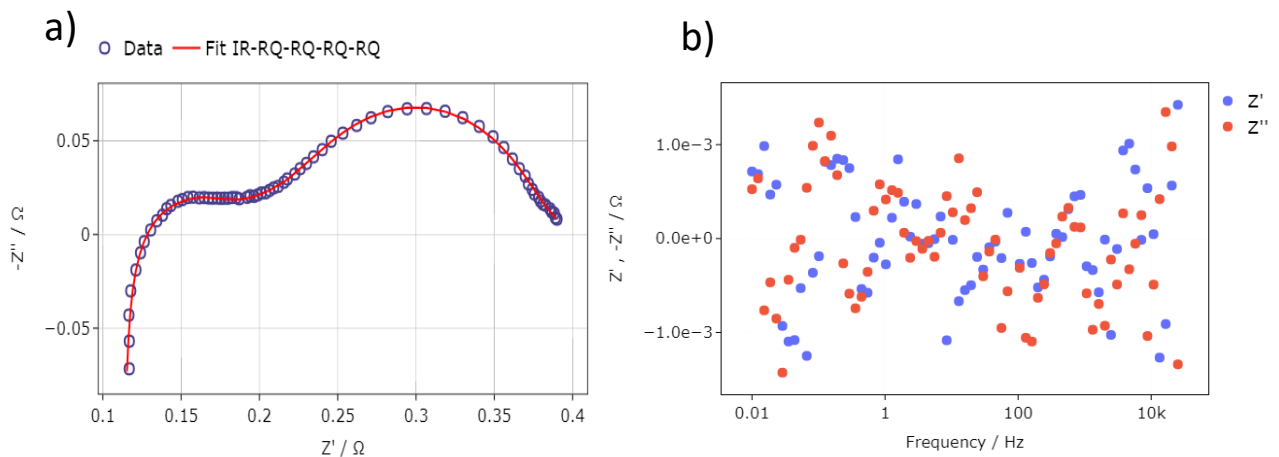 a)
Data Fit IR-RQ-RQ-RQ-RQ
-Z'' / Ω
0.05
0
−0.05
0.1 0.15 0.2 0.25 0.3 0.35 0.4
Z' / Ω
b)
Z'
Z''
Z', -Z'' / Ω
1.0e−3
0.0e+0
−1.0e−3
0.01 1 100 10k
Frequency / Hz